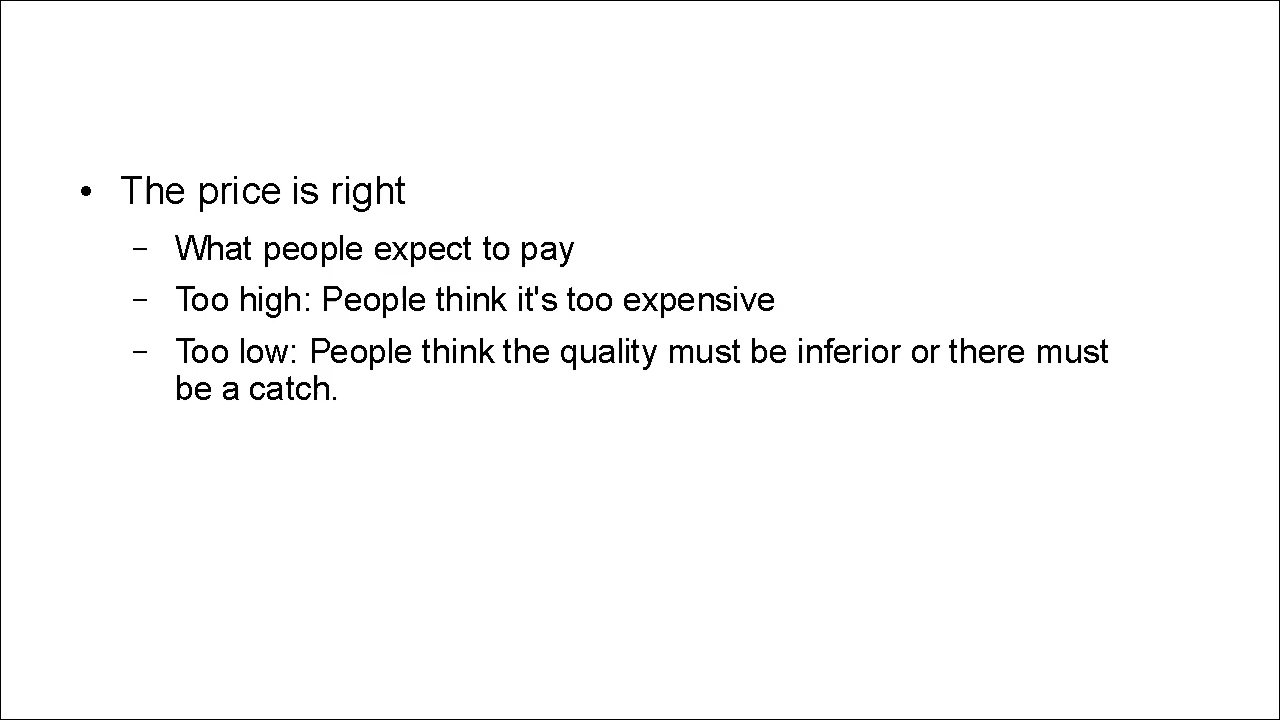 • The price is right
– What people expect to pay
– Too high: People think it's too expensive
– Too low: People think the quality must be inferior or there must
be a catch.